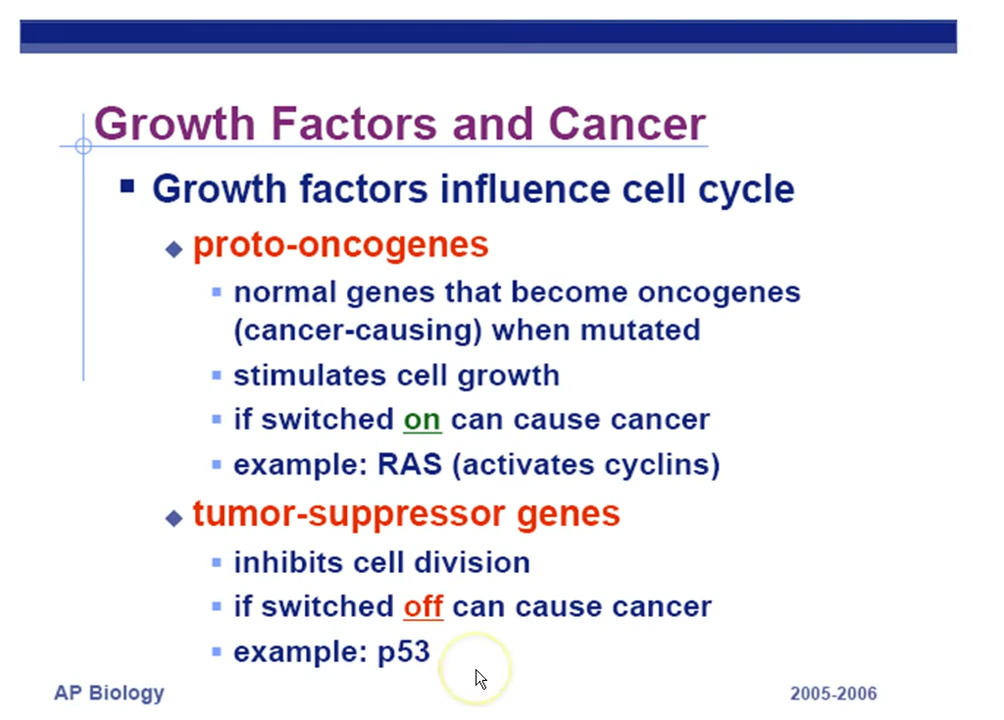 Growth Factors and Cancer
Growth factors influence cell cycle
proto-oncogenes
normal genes that become oncogenes
(cancer-causing) when mutated
stimulates cell growth
if switched on can cause cancer
example: RAS (activates cyclins)
tumor-suppressor genes
inhibits cell division
if switched off can cause cancer
example: p53
AP Biology
2005-2006